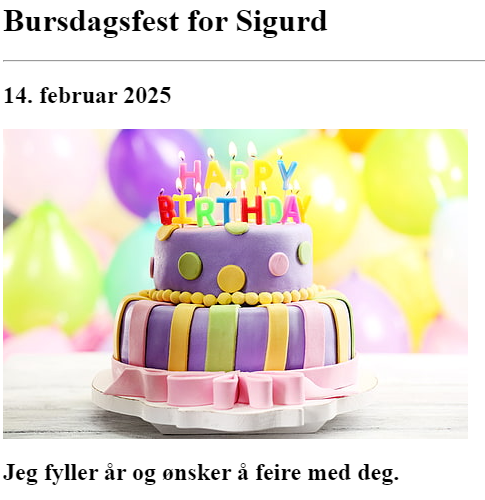 Bursdagsfest for Sigurd
14. februar 2025
HAPPY
BIRTHDAY
Jeg fyller år og ønsker å feire med deg.